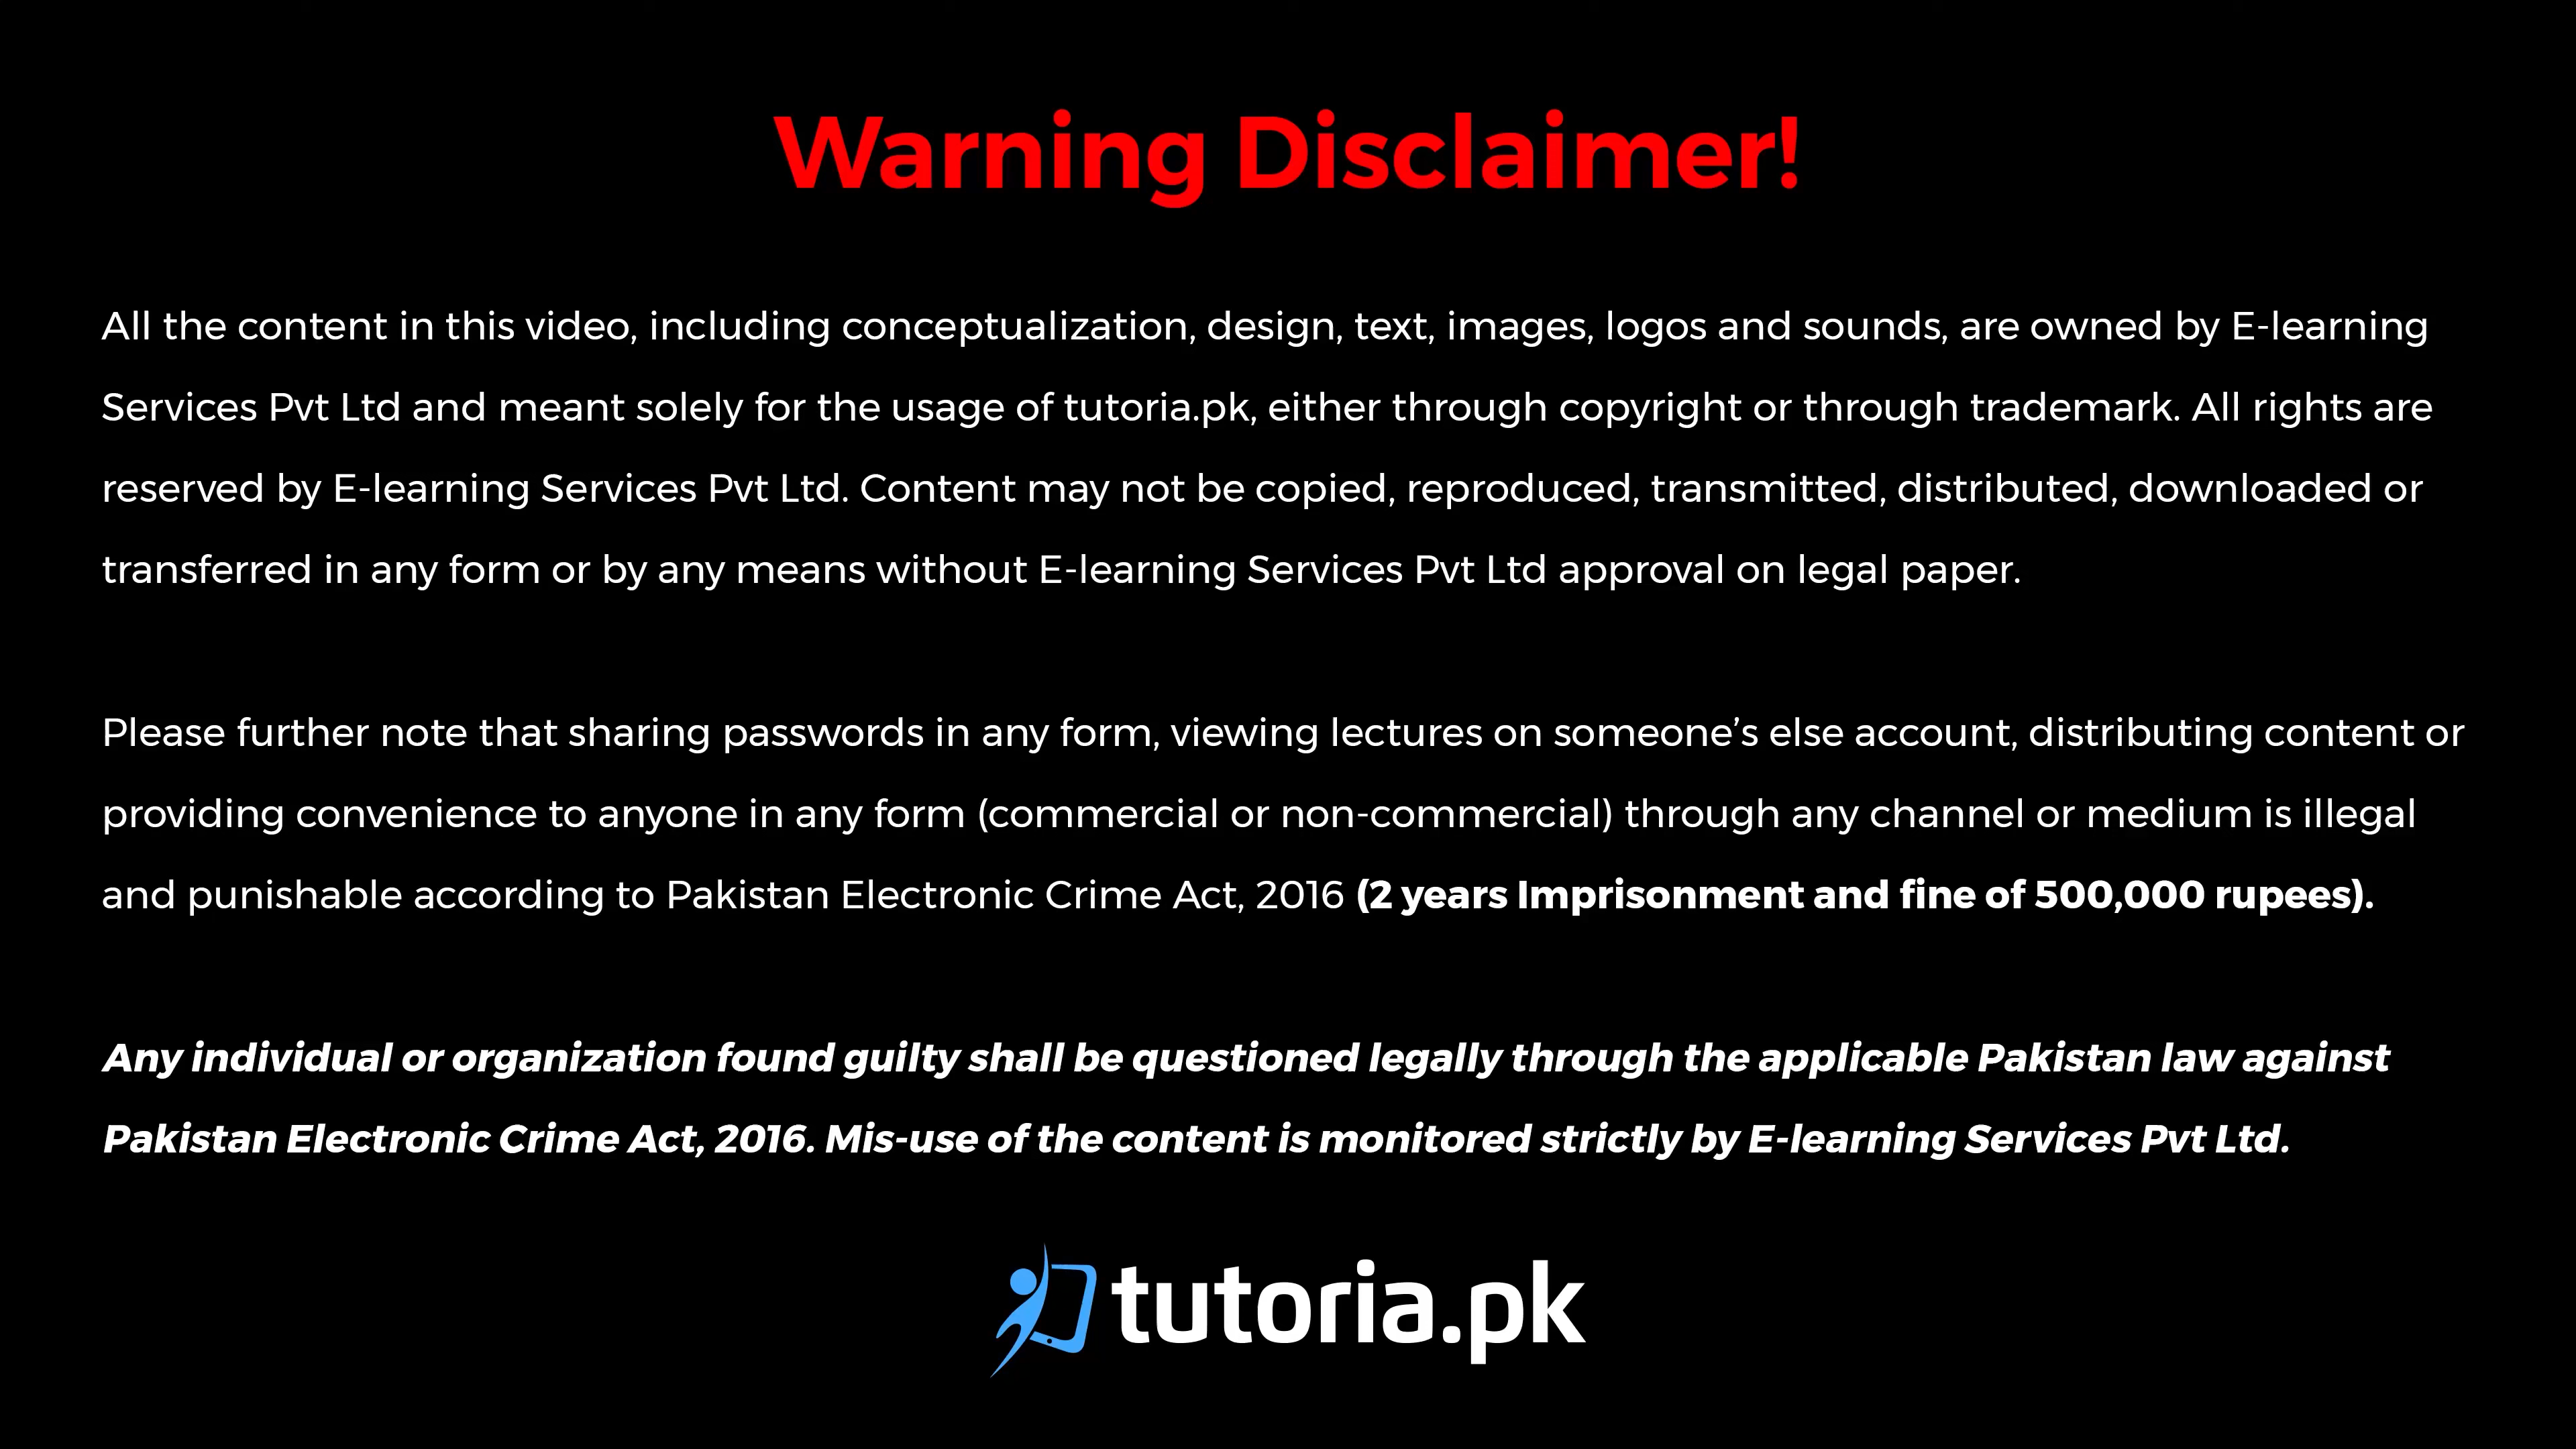 Warning Disclaimer!
All the content in this video, including conceptualization, design, text, images, logos and sounds, are owned by E-learning
Services Pvt Ltd and meant solely for the usage of tutoria.pk, either through copyright or through trademark. All rights are
reserved by E-learning Services Pvt Ltd. Content may not be copied, reproduced, transmitted, distributed, downloaded or
transferred in any form or by any means without E-learning Services Pvt Ltd approval on legal paper.
Please further note that sharing passwords in any form, viewing lectures on someone’s else account, distributing content or
providing convenience to anyone in any form (commercial or non-commercial) through any channel or medium is illegal
and punishable according to Pakistan Electronic Crime Act, 2016 (2 years Imprisonment and fine of 500,000 rupees).
Any individual or organization found guilty shall be questioned legally through the applicable Pakistan law against
Pakistan Electronic Crime Act, 2016. Mis-use of the content is monitored strictly by E-learning Services Pvt Ltd.
tutoria.pk